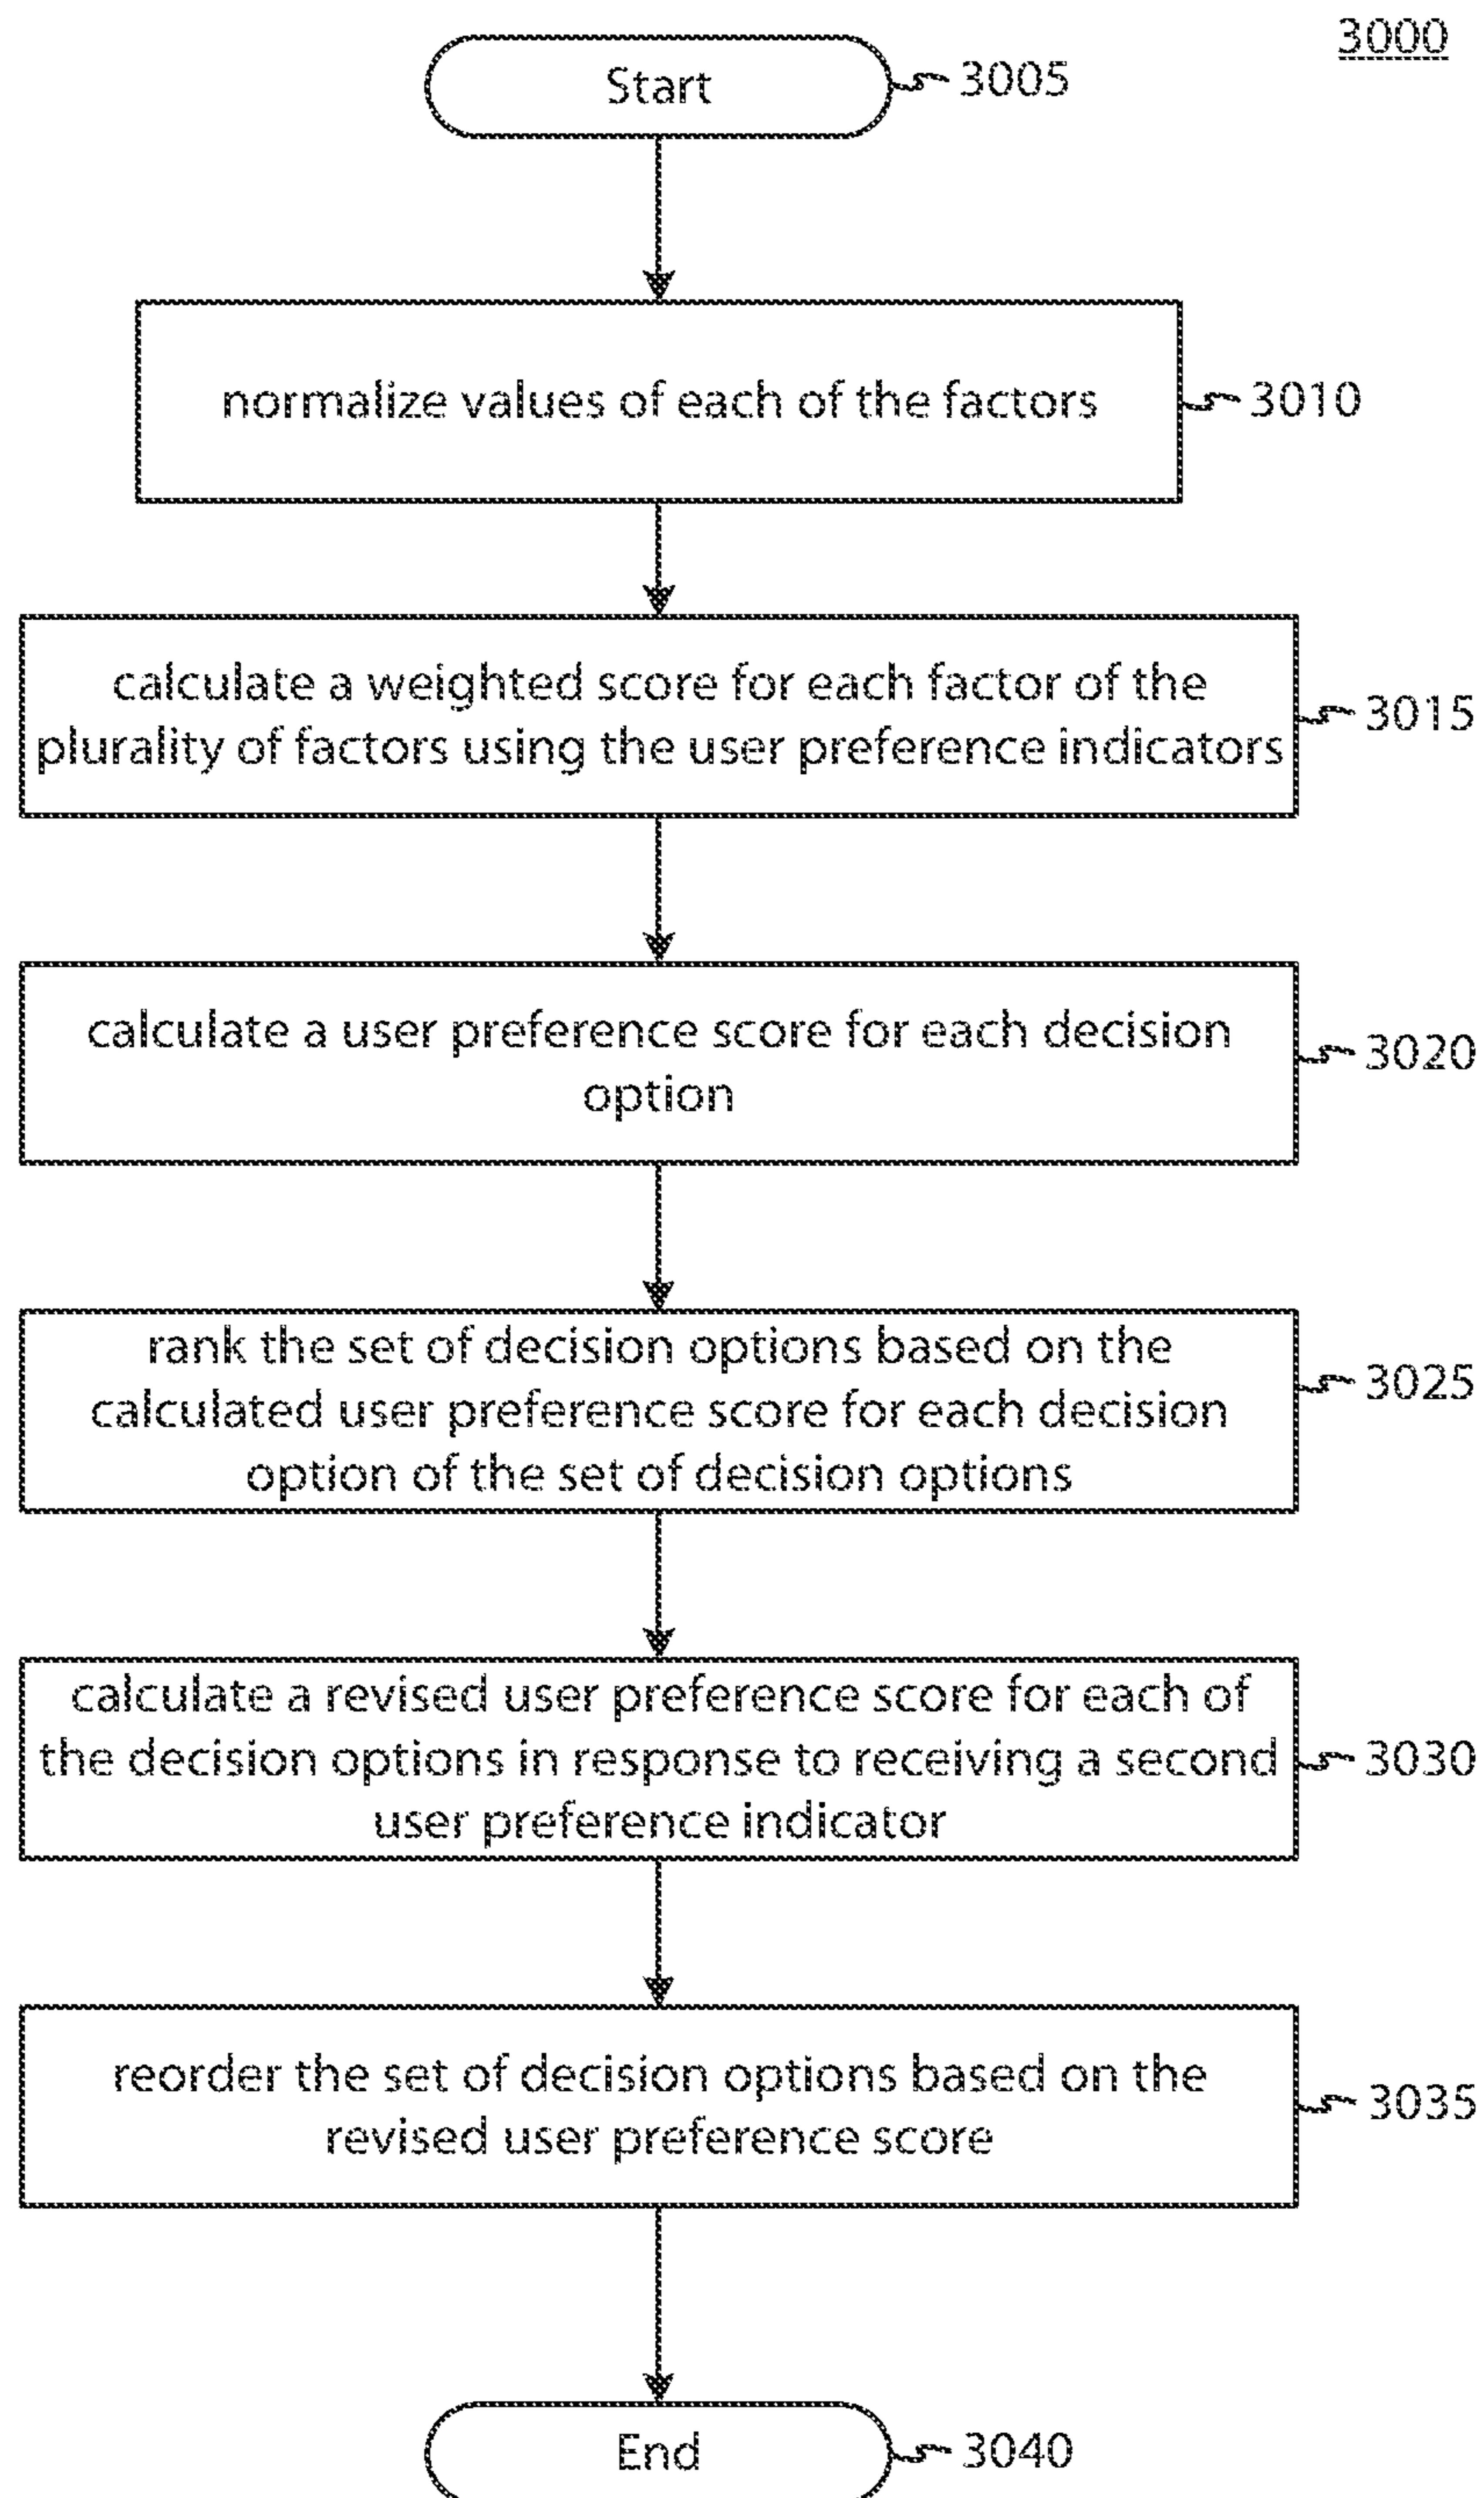 3000
Start
3005
normalize values of each of the factors
3010
calculate a weighted score for each factor of the
plurality of factors using the user preference indicators
3015
calculate a user preference score for each decision
option
3020
rank the set of decision options based on the
calculated user preference score for each decision
option of the set of decision options
3025
calculate a revised user preference score for each of
the decision options in response to receiving a second
user preference indicator
3030
reorder the set of decision options based on the
revised user preference score
3035
End
3040